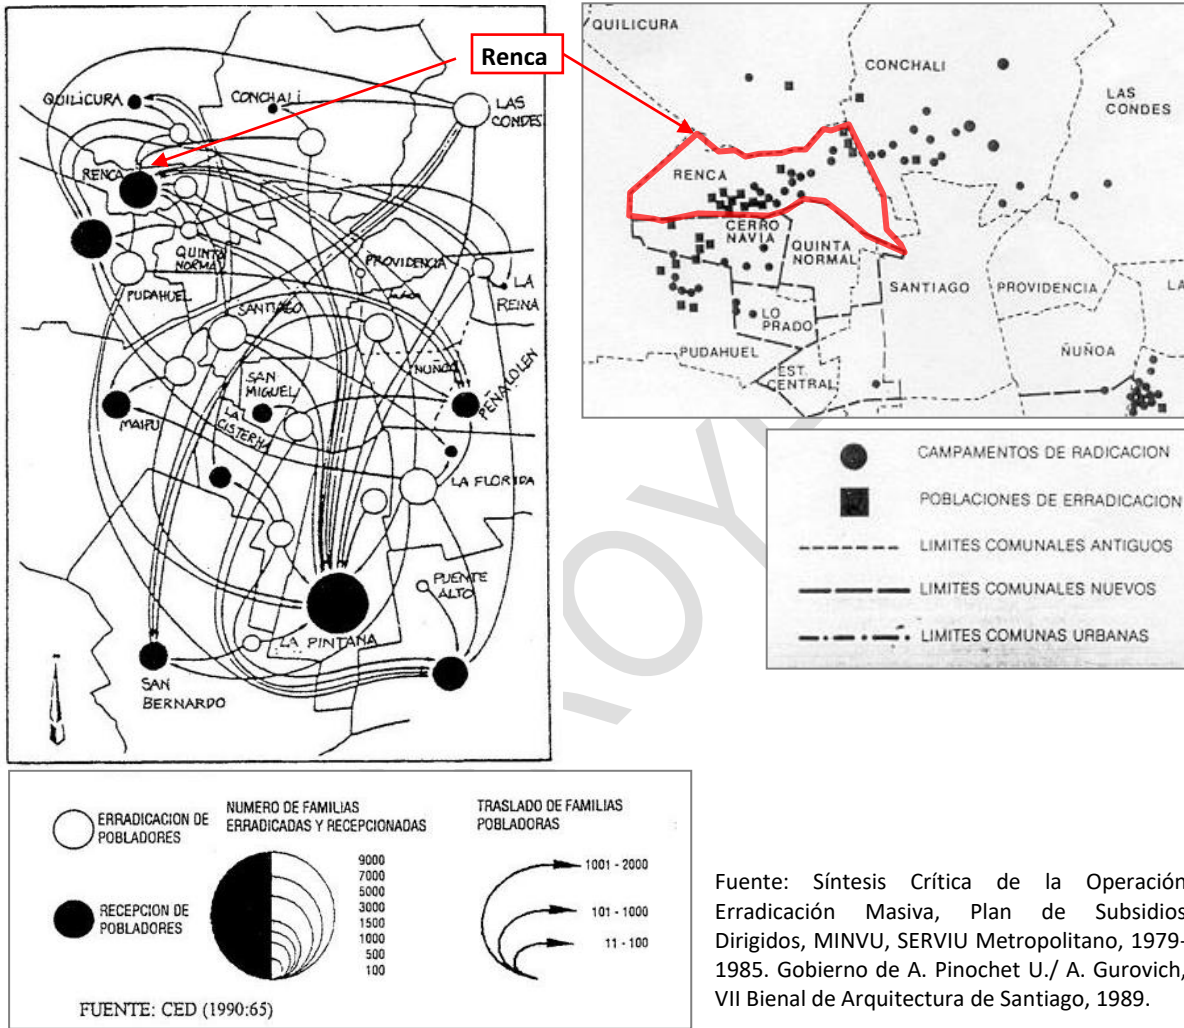 Renca
QUILICURA
CONCHALÍ
LAS
CONDES
RENCA
QUINTA
NORMAL
PROVIDENCIA
LA
REINA
PUDAHUEL
SANTIAGO
ÑUÑOA
SAN
MIGUEL
PEÑALOLEN
MAIPU
LA
CISTERNA
LA FLORIDA
PUENTE
ALTO
LA PINTANA
SAN
BERNARDO
QUILICURA
CONCHALI
LAS
CONDES
RENCA
CERRO
NAVIA
QUINTA
NORMAL
SANTIAGO
PROVIDENCIA
LA
LO
PRADO
PUDAHUEL
EST.
CENTRAL
ÑUÑOA
CAMPAMENTOS DE RADICACION
POBLACIONES DE ERRADICACION
LIMITES COMUNALES ANTIGUOS
LIMITES COMUNALES NUEVOS
LIMITES COMUNAS URBANAS
ERRADICACION DE
POBLADORES
RECEPCION DE
POBLADORES
NUMERO DE FAMILIAS
ERRADICADAS Y RECEPCIONADAS
9000
7000
5000
3000
1500
1000
500
100
TRASLADO DE FAMILIAS
POBLADORAS
1001 - 2000
101 - 1000
11 - 100
FUENTE: CED (1990:65)
Fuente: Síntesis Crítica de la Operación
Erradicación Masiva, Plan de Subsidios
Dirigidos, MINVU, SERVIU Metropolitano, 1979-
1985. Gobierno de A. Pinochet U./ A. Gurovich,
VII Bienal de Arquitectura de Santiago, 1989.